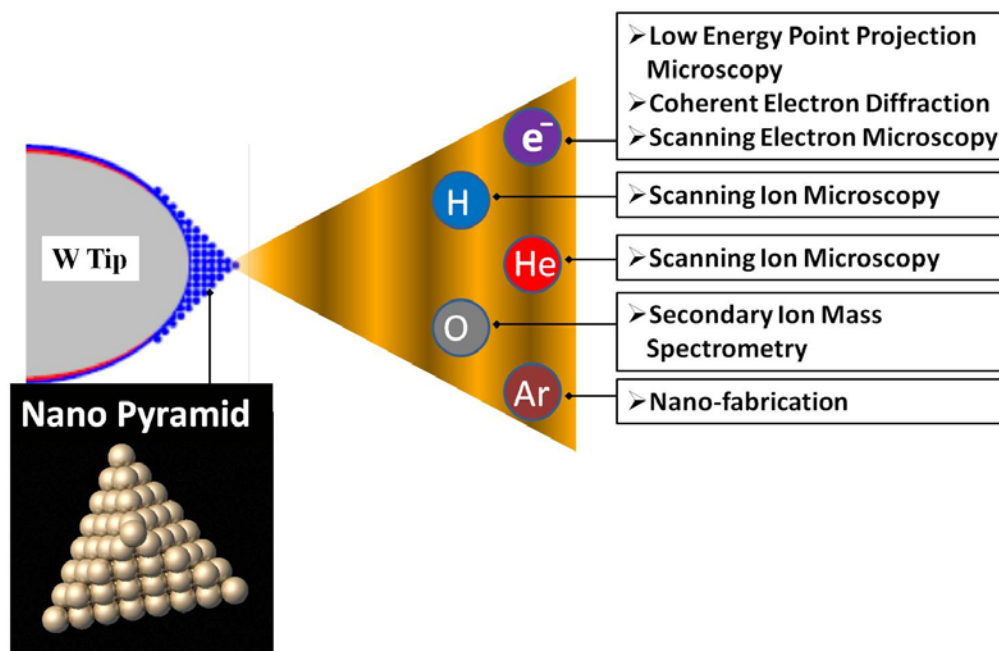 ➢Low Energy Point Projection
Microscopy
➢Coherent Electron Diffraction
➢Scanning Electron Microscopy
e⁻
H
➢Scanning Ion Microscopy
W Tip
He
➢Scanning Ion Microscopy
O
➢Secondary Ion Mass
Spectrometry
Ar
➢Nano-fabrication
Nano Pyramid